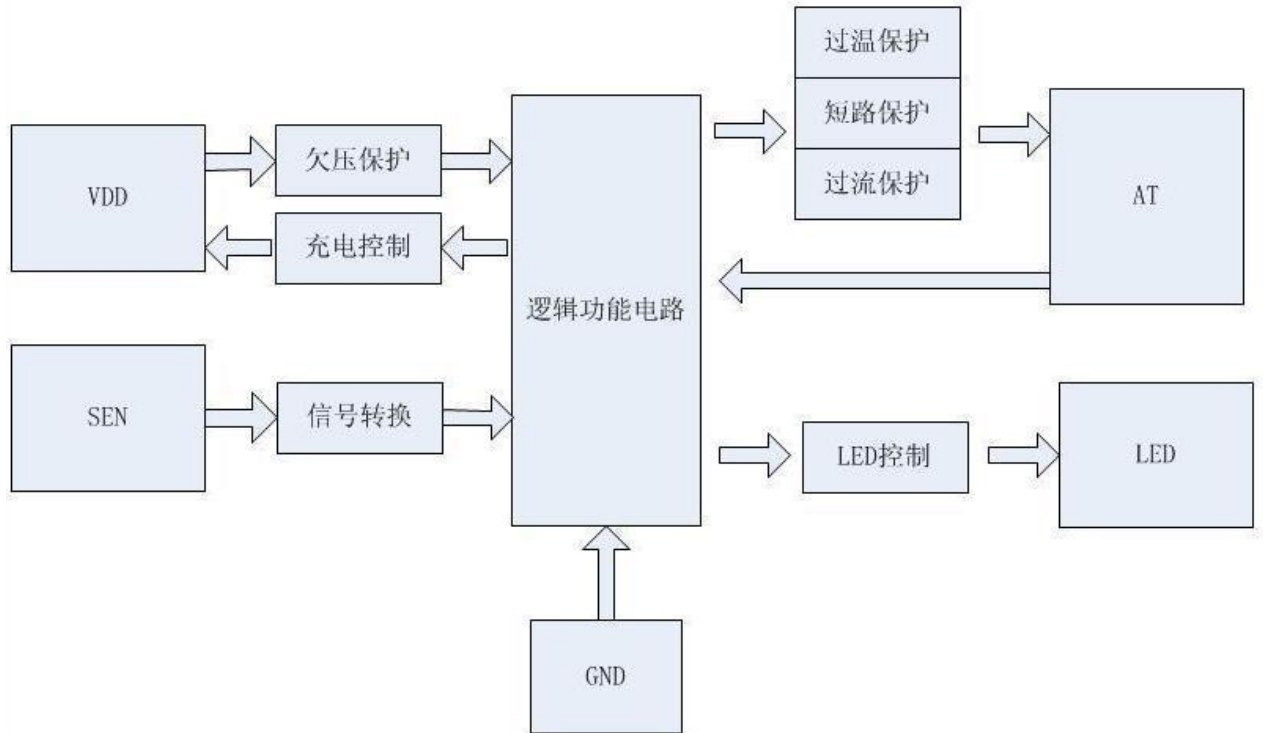 过温保护
短路保护
过流保护
VDD
欠压保护
充电控制
逻辑功能电路
AT
SEN
信号转换
LED控制
LED
GND